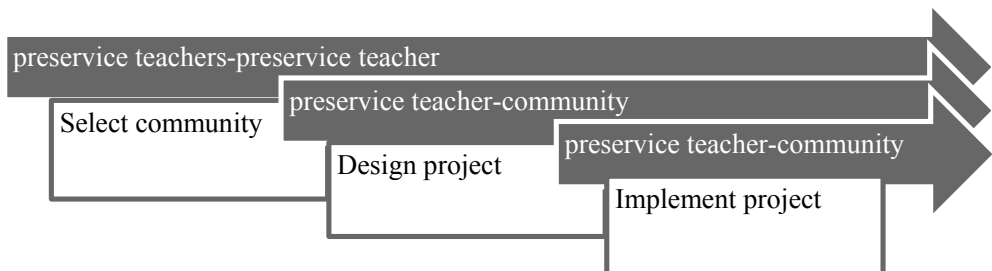 preservice teachers-preservice teacher
Select community
preservice teacher-community
Design project
preservice teacher-community
Implement project